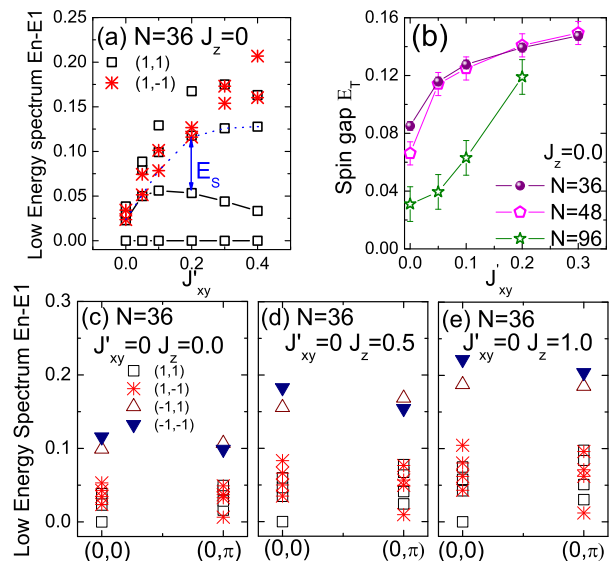 Low Energy spectrum En-E1
(a) N=36 J_z=0
(1,1)
(1,-1)
E_S
0.25
0.20
0.15
0.10
0.05
0.00
0.0 0.1 0.2 0.3 0.4
J'_xy
Spin gap E_T
(b)
0.16
0.12
0.08
0.04
0.00
J_z=0.0
N=36
N=48
N=96
0.0 0.1 0.2 0.3
J'_xy
Low Energy Spectrum En-E1
0.3
0.2
0.1
0.0
(c) N=36
J'_xy=0 J_z=0.0
(1,1)
(1,-1)
(-1,1)
(-1,-1)
(0,0) (0,π)
(d) N=36
J'_xy=0 J_z=0.5
(0,0) (0,π)
(e) N=36
J'_xy=0 J_z=1.0
(0,0) (0,π)